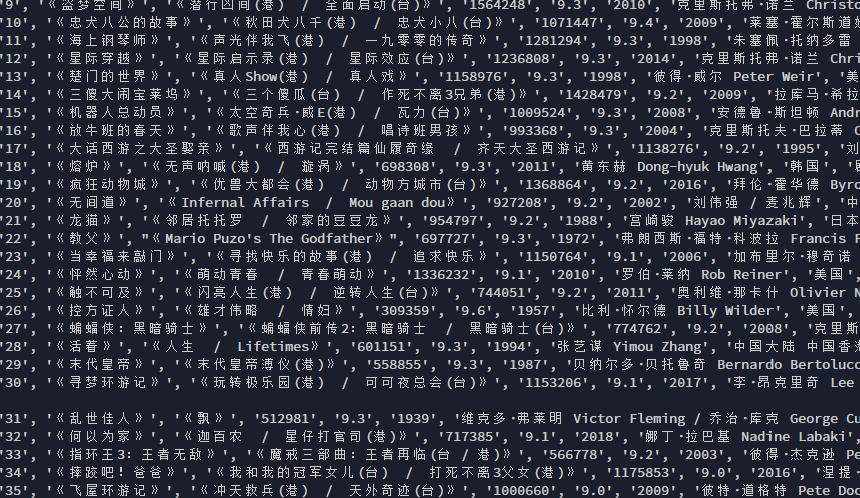 '9', '《盗梦空间》', '《潜行凶间(港)  /  全面启动(台)》', '1564248', '9.3', '2010', '克里斯托弗·诺兰 Christo
'10', '《忠犬八公的故事》', '《秋田犬八千(港)  /  忠犬小八(台)》', '1071447', '9.4', '2009', '莱塞·霍尔斯道
'11', '《海上钢琴师》', '《声光伴我飞(港)  /  一九零零的传奇》', '1281294', '9.3', '1998', '朱塞佩·托纳多雷
'12', '《星际穿越》', '《星际启示录(港)  /  星际效应(台)》', '1236808', '9.3', '2014', '克里斯托弗·诺兰 Chri
'13', '《楚门的世界》', '《真人Show(港)  /  真人戏》', '1158976', '9.3', '1998', '彼得·威尔 Peter Weir', '美
'14', '《三傻大闹宝莱坞》', '《三个傻瓜(台)  /  作死不离3兄弟(港)》', '1428479', '9.2', '2009', '拉库马·希拉
'15', '《机器人总动员》', '《太空奇兵·威E(港)  /  瓦力(台)》', '1009524', '9.3', '2008', '安德鲁·斯坦顿 And
'16', '《放牛班的春天》', '《歌声伴我心(港)  /  唱诗班男孩》', '993368', '9.3', '2004', '克里斯托夫·巴拉蒂 C
'17', '《大话西游之大圣娶亲》', '《西游记完结篇仙履奇缘  /  齐天大圣西游记》', '1138276', '9.2', '1995', '刘
'18', '《熔炉》', '《无声呐喊(港)  /  漩涡》', '698308', '9.3', '2011', '黄东赫 Dong-hyuk Hwang', '韩国', '
'19', '《疯狂动物城》', '《优兽大都会(港)  /  动物方城市(台)》', '1368864', '9.2', '2016', '拜伦·霍华德 Byro
'20', '《无间道》', '《Infernal Affairs  /  Mou gaan dou》', '927208', '9.2', '2002', '刘伟强 / 麦兆辉', '中
'21', '《龙猫》', '《邻居托托罗  /  邻家的豆豆龙》', '954797', '9.2', '1988', '宫崎骏 Hayao Miyazaki', '日本
'22', '《教父》', "《Mario Puzo's The Godfather》", '697727', '9.3', '1972', '弗朗西斯·福特·科波拉 Francis F
'23', '《当幸福来敲门》', '《寻找快乐的故事(港)  /  追求快乐》', '1150764', '9.1', '2006', '加布里尔·穆奇诺
'24', '《怦然心动》', '《萌动青春  /  青春萌动》', '1336232', '9.1', '2010', '罗伯·莱纳 Rob Reiner', '美国',
'25', '《触不可及》', '《闪亮人生(港)  /  逆转人生(台)》', '744051', '9.2', '2011', '奥利维·那卡什 Olivier N
'26', '《控方证人》', '《雄才伟略  /  情妇》', '309359', '9.6', '1957', '比利·怀尔德 Billy Wilder', '美国',
'27', '《蝙蝠侠：黑暗骑士》', '《蝙蝠侠前传2：黑暗骑士  /  黑暗骑士(台)》', '774762', '9.2', '2008', '克里斯
'28', '《活着》', '《人生  /  Lifetimes》', '601151', '9.3', '1994', '张艺谋 Yimou Zhang', '中国大陆 中国香
'29', '《末代皇帝》', '《末代皇帝溥仪(港)》', '558855', '9.3', '1987', '贝纳尔多·贝托鲁奇 Bernardo Bertolucc
'30', '《寻梦环游记》', '《玩转极乐园(港)  /  可可夜总会(台)》', '1153206', '9.1', '2017', '李·昂克里奇 Lee
'31', '《乱世佳人》', '《飘》', '512981', '9.3', '1939', '维克多·弗莱明 Victor Fleming / 乔治·库克 George Cu
'32', '《何以为家》', '《迦百农  /  星仔打官司(港)》', '717385', '9.1', '2018', '娜丁·拉巴基 Nadine Labaki',
'33', '《指环王3：王者无敌》', '《魔戒三部曲：王者再临(台 / 港)》', '566778', '9.2', '2003', '彼得·杰克逊 Pe
'34', '《摔跤吧！爸爸》', '《我和我的冠军女儿(台)  /  打死不离3父女(港)》', '1175853', '9.0', '2016', '涅提
'35', '《飞屋环游记》', '《冲天救兵(港)  /  天外奇迹(台)》', '1000660', '9.0', '2009', '彼特·道格特 Pete Do